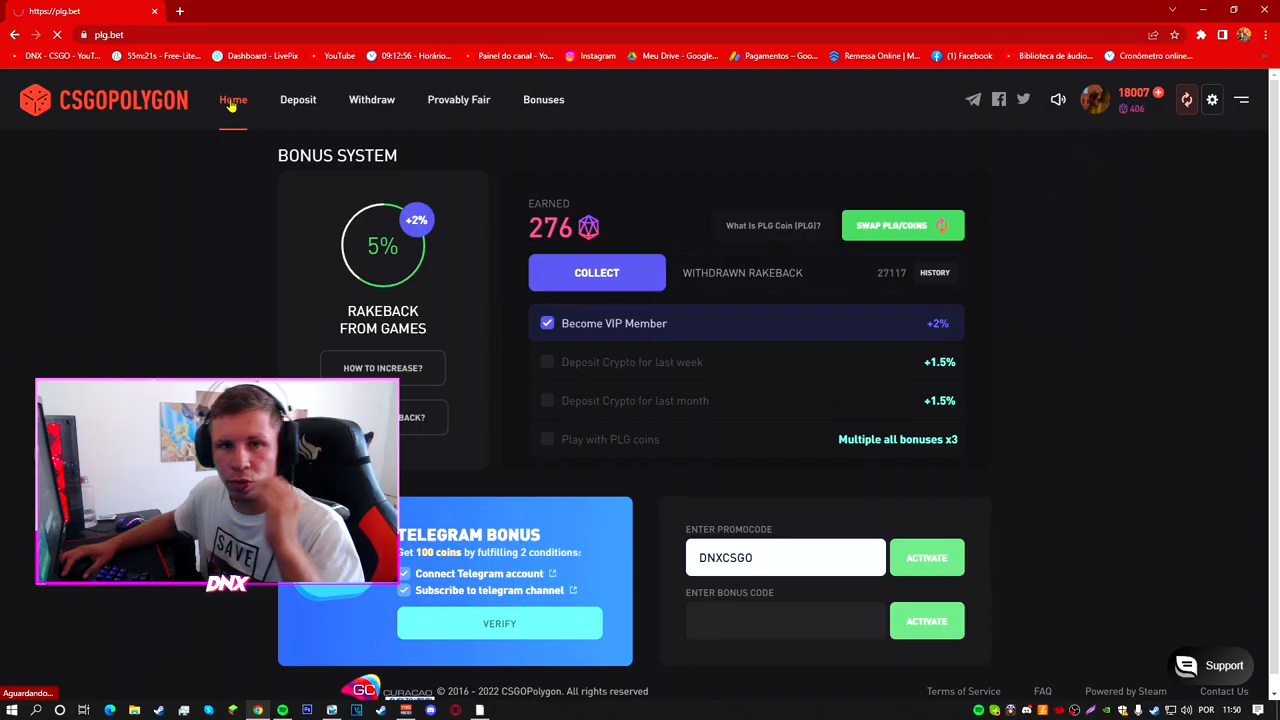 https://plg.bet
plg.bet
DNX - CSGO - YouT...
55m21s - Free-Lite...
Dashboard - LivePix
YouTube
09:12:56 - Horário...
Painel do canal - Yo...
Instagram
Meu Drive - Google...
Pagamentos – Goo...
Remessa Online | M...
(1) Facebook
Biblioteca de áudio...
Cronômetro online...
CSGOPOLYGON
Home
Deposit
Withdraw
Provably Fair
Bonuses
18007
406
BONUS SYSTEM
+2%
5%
RAKEBACK
FROM GAMES
HOW TO INCREASE?
BACK?
EARNED
276
What Is PLG Coin (PLG)?
SWAP PLG/COINS
COLLECT
WITHDRAWN RAKEBACK
27117
HISTORY
Become VIP Member
+2%
Deposit Crypto for last week
+1.5%
Deposit Crypto for last month
+1.5%
Play with PLG coins
Multiple all bonuses x3
SAVE
DNX
TELEGRAM BONUS
Get 100 coins by fulfilling 2 conditions:
Connect Telegram account
Subscribe to telegram channel
VERIFY
ENTER PROMOCODE
DNXCSGO
ACTIVATE
ENTER BONUS CODE
ACTIVATE
Support
Aguardando...
GC
CURACAO
© 2016 - 2022 CSGOPolygon. All rights reserved
Terms of Service
FAQ
Powered by Steam
Contact Us
POR
11:50